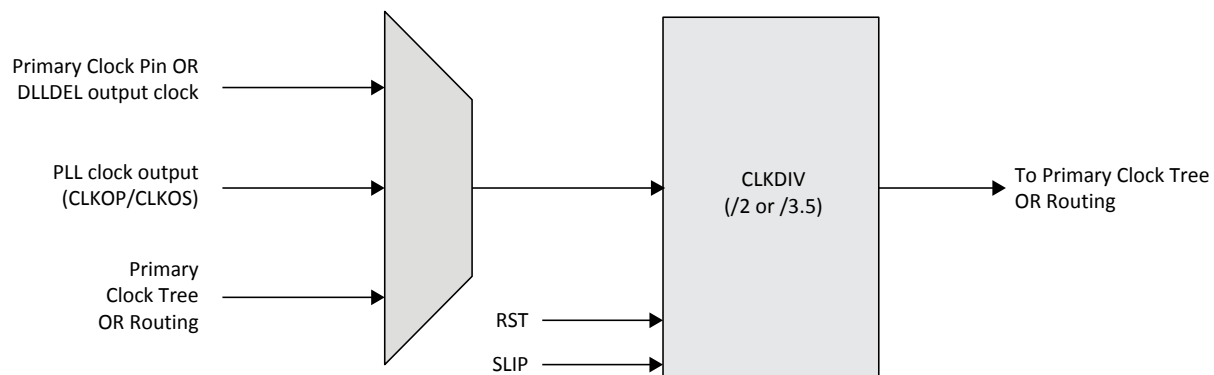 Primary Clock Pin OR
DLLDEL output clock
PLL clock output
(CLKOP/CLKOS)
Primary
Clock Tree
OR Routing
CLKDIV
(/2 or /3.5)
RST
SLIP
To Primary Clock Tree
OR Routing